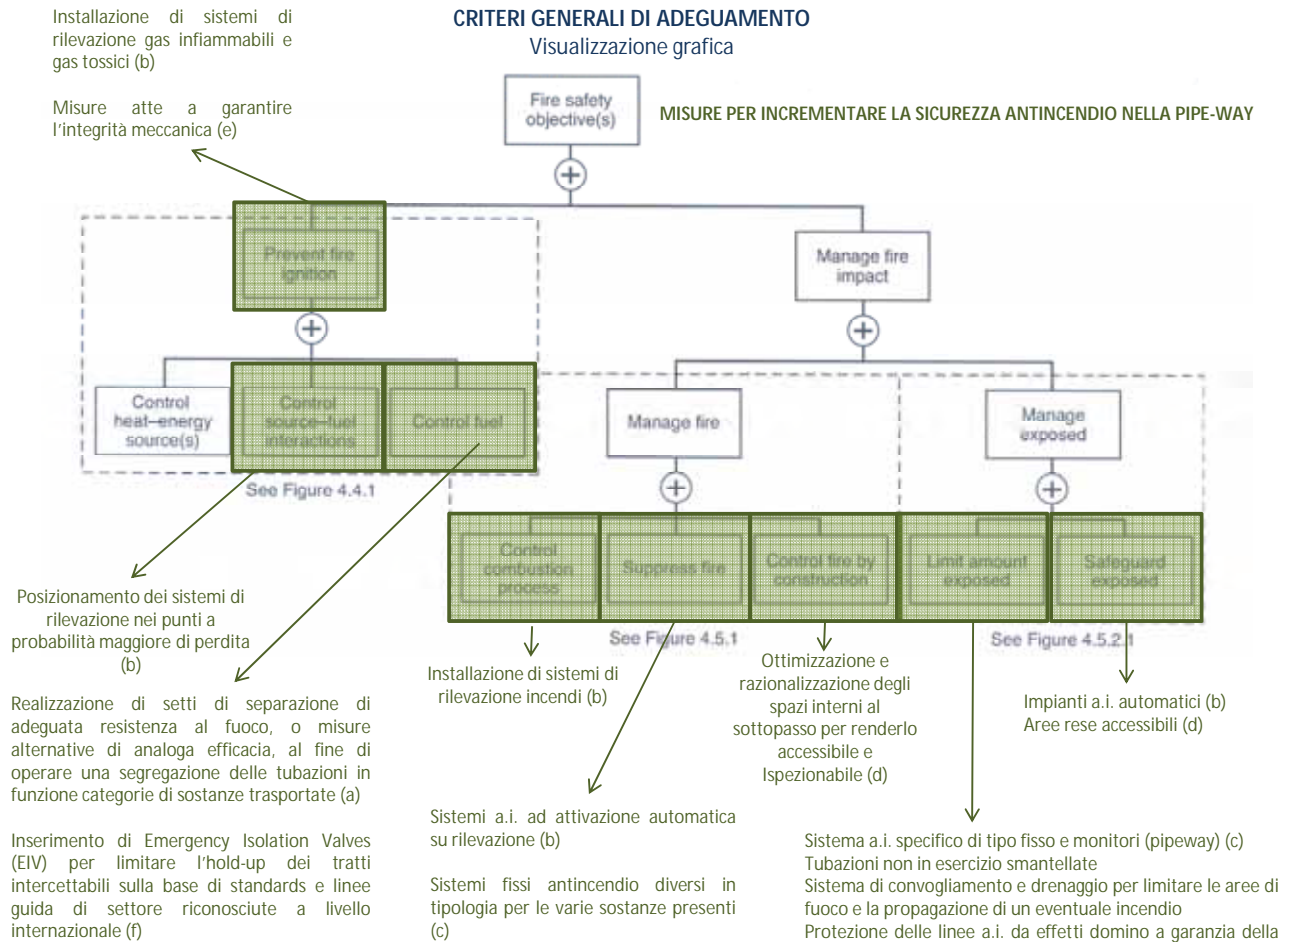 CRITERI GENERALI DI ADEGUAMENTO
Visualizzazione grafica
Installazione di sistemi di
rilevazione gas infiammabili e
gas tossici (b)
Misure atte a garantire
l'integrità meccanica (e)
Fire safety
objective(s)
MISURE PER INCREMENTARE LA SICUREZZA ANTINCENDIO NELLA PIPE-WAY
Prevent fire
ignition
Manage fire
impact
Control
heat–energy
source(s)
Control
source–fuel
interactions
Control fuel
Manage fire
Manage
exposed
See Figure 4.4.1
Control
combustion
process
Suppress fire
Control fire by
construction
Limit amount
exposed
Safeguard
exposed
See Figure 4.5.1
See Figure 4.5.2.1
Posizionamento dei sistemi di
rilevazione nei punti a
probabilità maggiore di perdita
(b)
Realizzazione di setti di separazione di
adeguata resistenza al fuoco, o misure
alternative di analoga efficacia, al fine di
operare una segregazione delle tubazioni in
funzione categorie di sostanze trasportate (a)
Inserimento di Emergency Isolation Valves
(EIV) per limitare l'hold-up dei tratti
intercettabili sulla base di standards e linee
guida di settore riconosciute a livello
internazionale (f)
Installazione di sistemi di
rilevazione incendi (b)
Sistemi a.i. ad attivazione automatica
su rilevazione (b)
Sistemi fissi antincendio diversi in
tipologia per le varie sostanze presenti
(c)
Ottimizzazione e
razionalizzazione degli
spazi interni al
sottopasso per renderlo
accessibile e
Ispezionabile (d)
Impianti a.i. automatici (b)
Aree rese accessibili (d)
Sistema a.i. specifico di tipo fisso e monitori (pipeway) (c)
Tubazioni non in esercizio smantellate
Sistema di convogliamento e drenaggio per limitare le aree di
fuoco e la propagazione di un eventuale incendio
Protezione delle linee a.i. da effetti domino a garanzia della